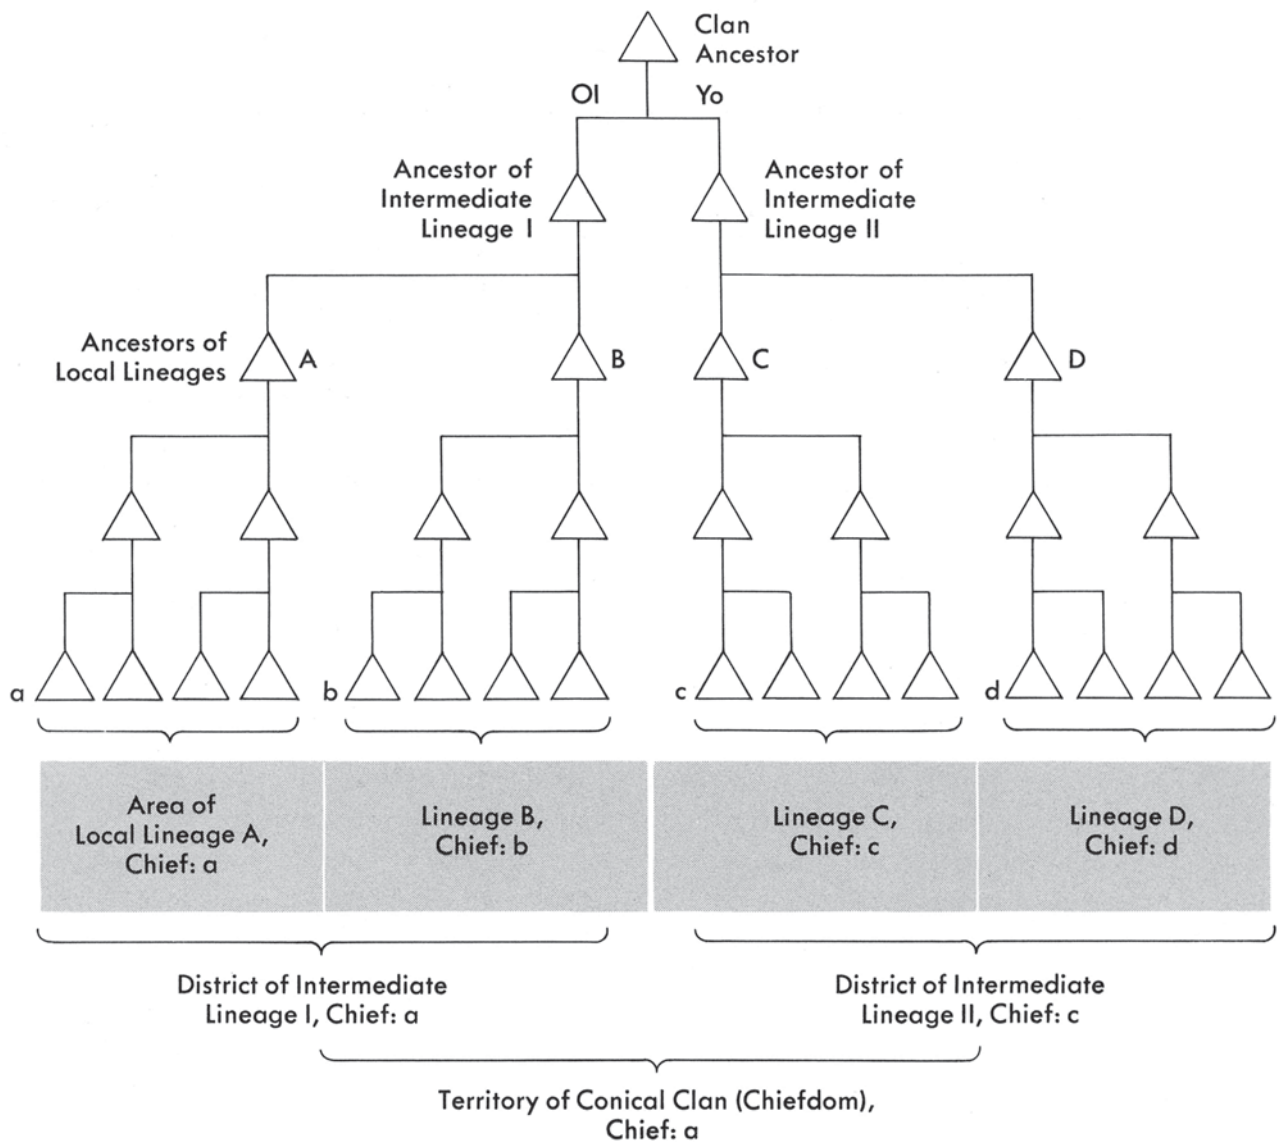 Clan
Ancestor
Ol
Yo
Ancestor of
Intermediate
Lineage I
Ancestor of
Intermediate
Lineage II
Ancestors of
Local Lineages
A
B
C
D
a
b
c
d
Area of
Local Lineage A,
Chief: a
Lineage B,
Chief: b
Lineage C,
Chief: c
Lineage D,
Chief: d
District of Intermediate
Lineage I, Chief: a
District of Intermediate
Lineage II, Chief: c
Territory of Conical Clan (Chiefdom),
Chief: a